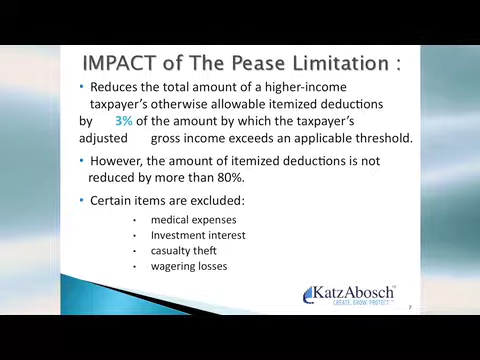 IMPACT of The Pease Limitation :
• Reduces the total amount of a higher-income
taxpayer's otherwise allowable itemized deductions
by 3% of the amount by which the taxpayer's
adjusted gross income exceeds an applicable threshold.
• However, the amount of itemized deductions is not
reduced by more than 80%.
• Certain items are excluded:
• medical expenses
• Investment interest
• casualty theft
• wagering losses
KatzAbosch™
CREATE. GROW. PROTECT.™
7